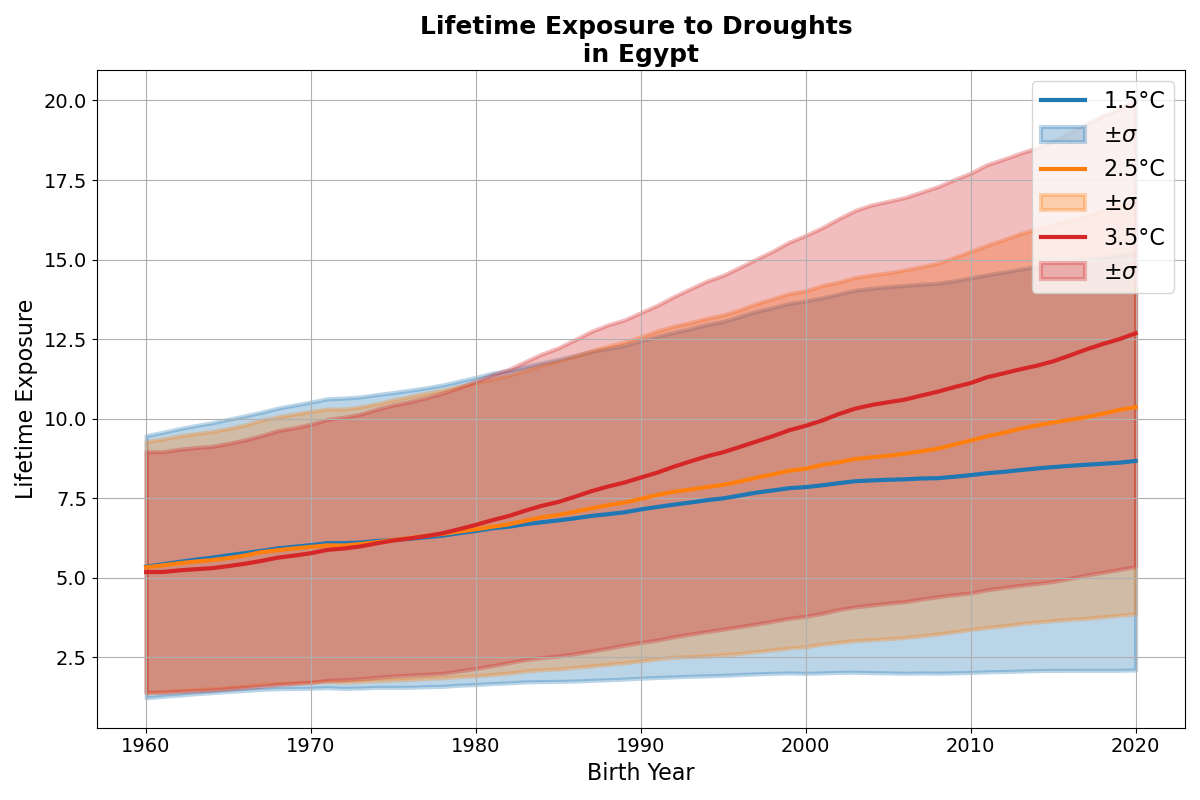 Lifetime Exposure to Droughts
in Egypt
20.0
17.5
15.0
12.5
10.0
7.5
5.0
2.5
Lifetime Exposure
1960
1970
1980
1990
2000
2010
2020
Birth Year
1.5°C
±σ
2.5°C
±σ
3.5°C
±σ